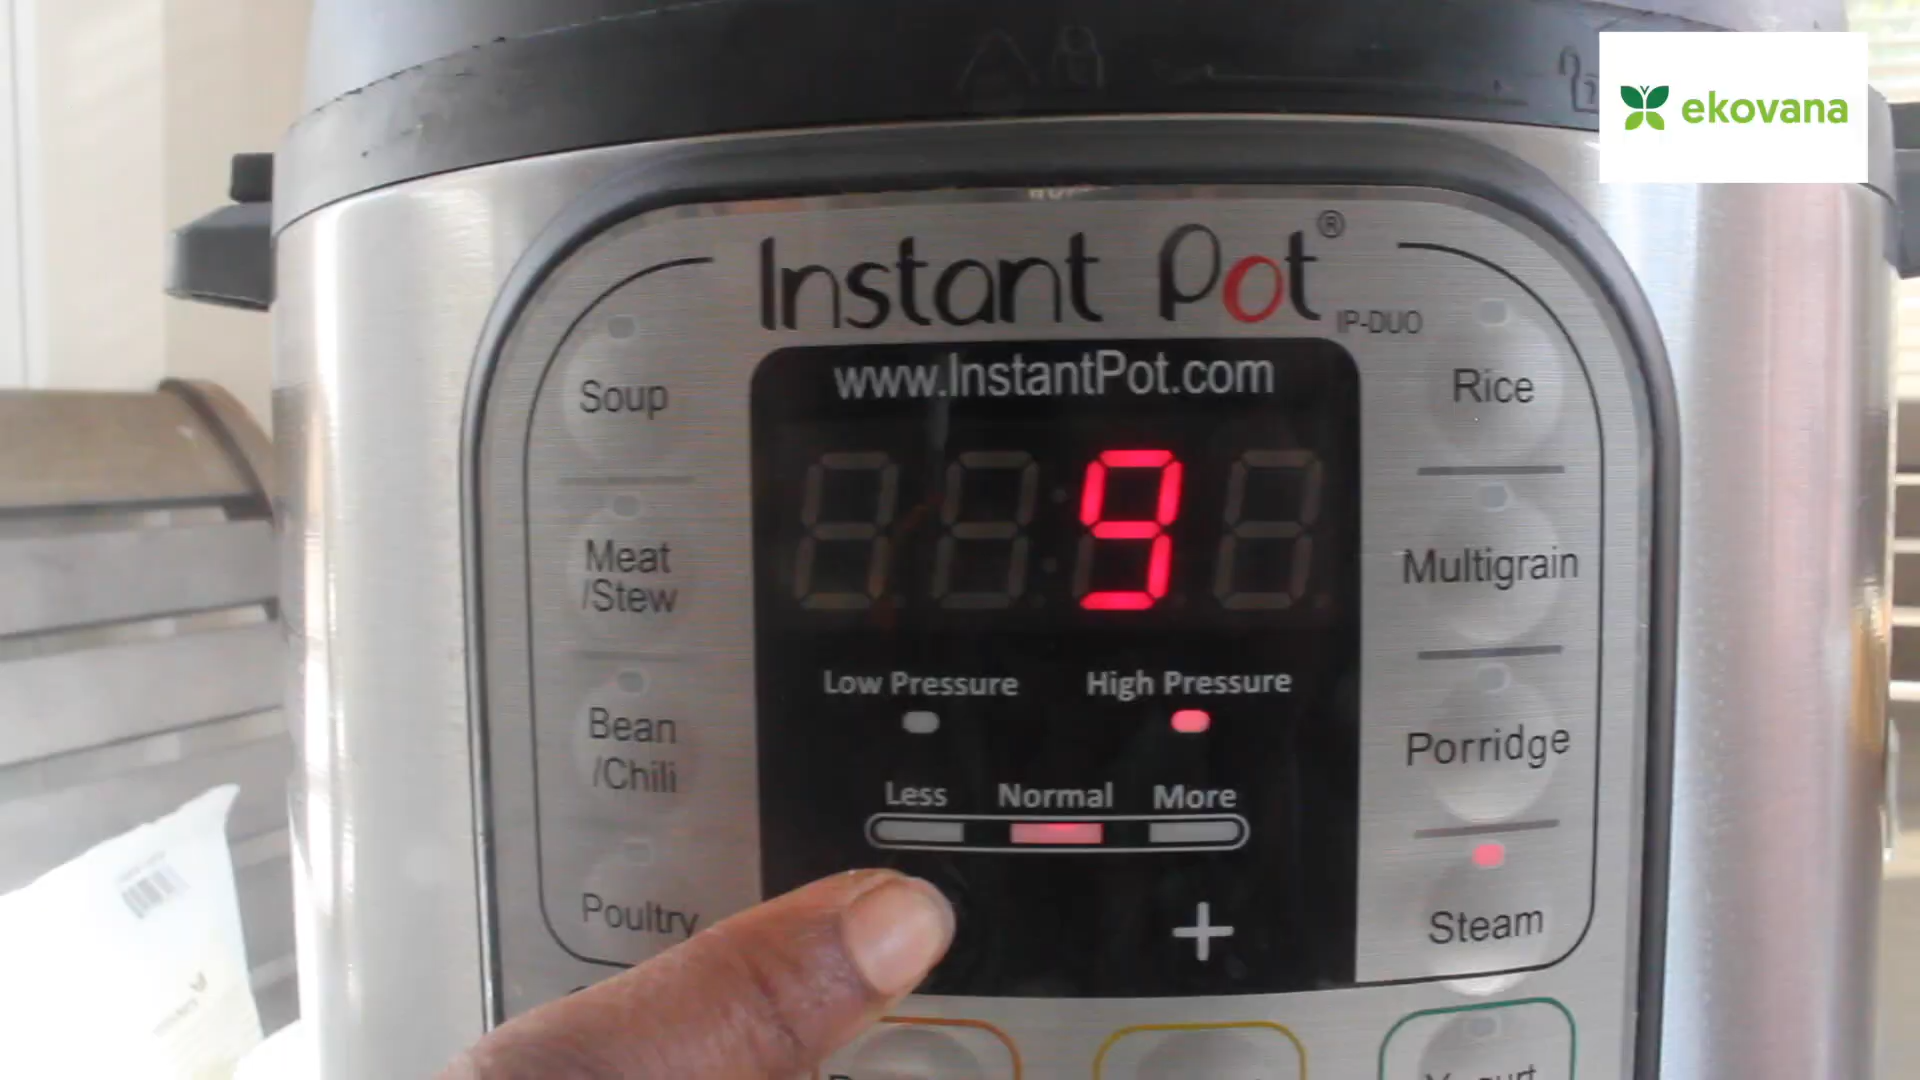 ekovana
Instant Pot®
IP-DUO
www.InstantPot.com
Soup
Rice
9
Meat
/Stew
Multigrain
Low Pressure
High Pressure
Bean
/Chili
Porridge
Less
Normal
More
Poultry
+
Steam